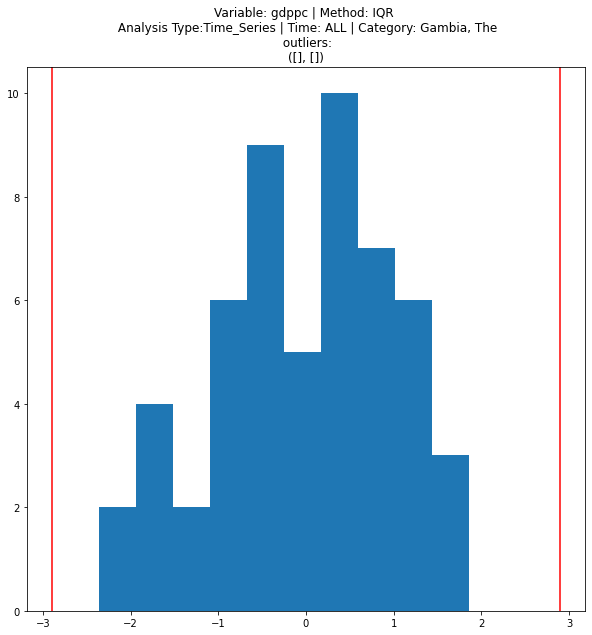 Variable: gdppc | Method: IQR
Analysis Type:Time_Series | Time: ALL | Category: Gambia, The
outliers:
([], [])
10
8
6
4
2
0
−3 −2 −1 0 1 2 3